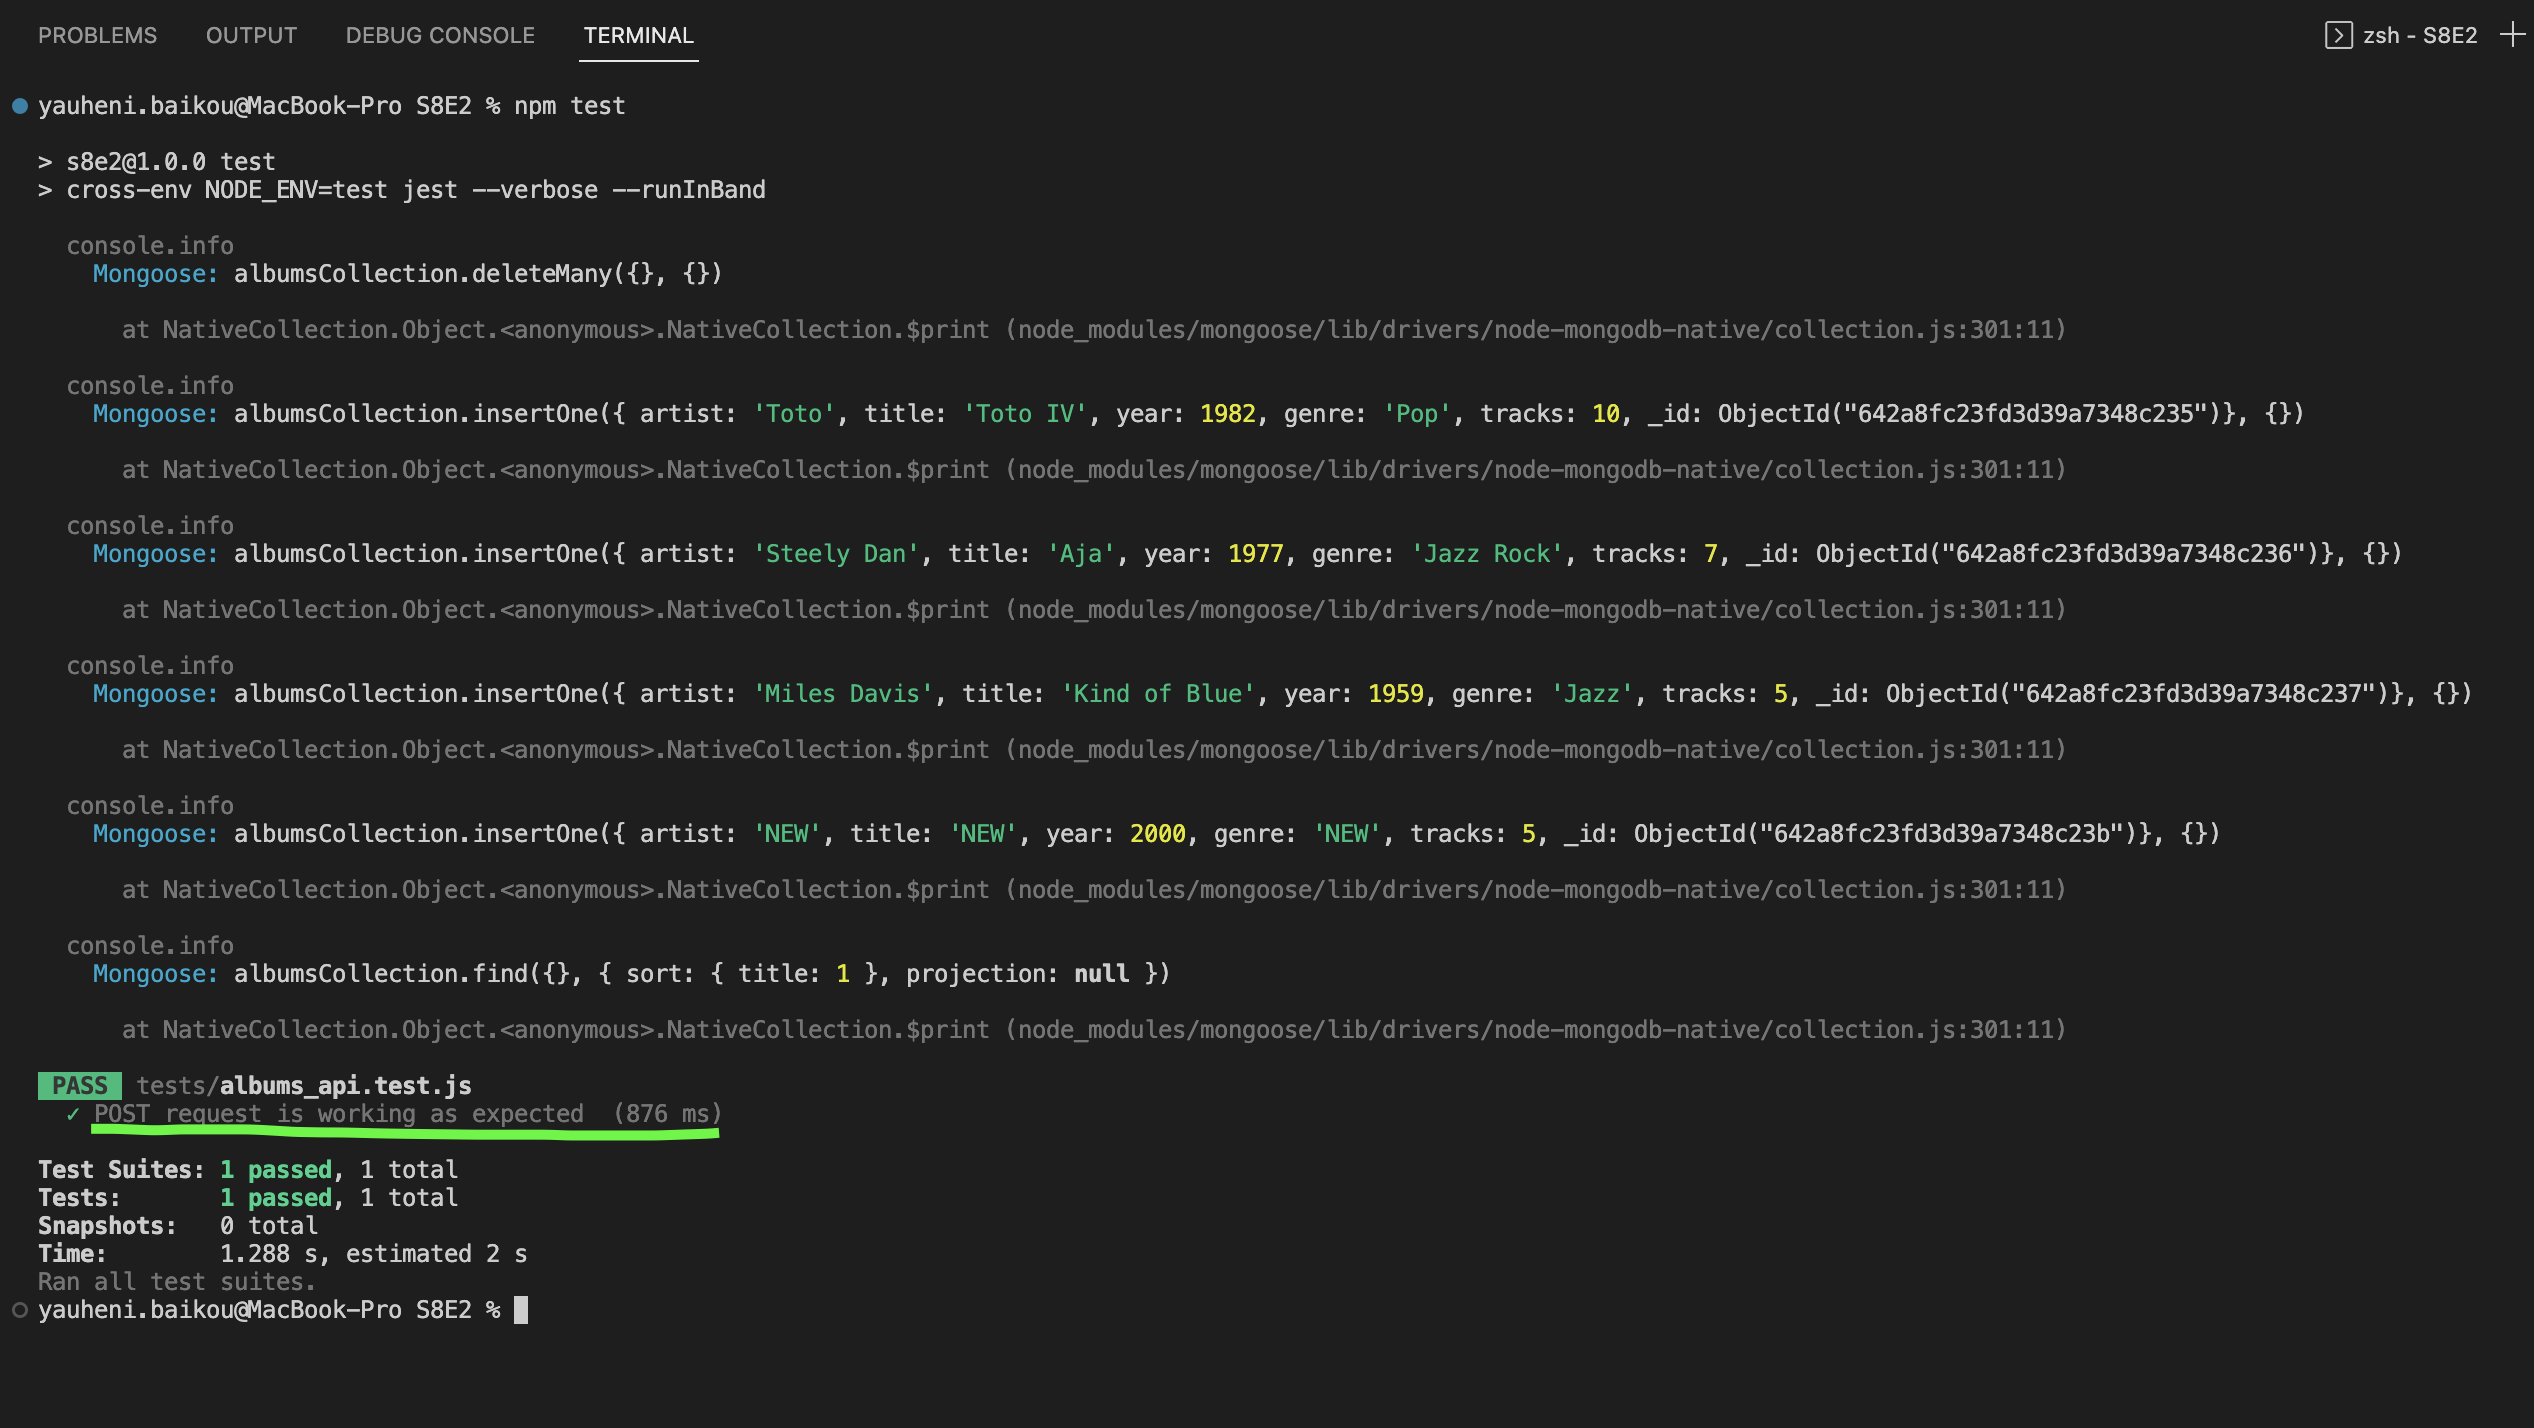 PROBLEMS OUTPUT DEBUG CONSOLE TERMINAL zsh - S8E2
yauheni.baikou@MacBook-Pro S8E2 % npm test
> s8e2@1.0.0 test
> cross-env NODE_ENV=test jest --verbose --runInBand
console.info
Mongoose: albumsCollection.deleteMany({}, {})
at NativeCollection.Object.<anonymous>.NativeCollection.$print (node_modules/mongoose/lib/drivers/node-mongodb-native/collection.js:301:11)
console.info
Mongoose: albumsCollection.insertOne({ artist: 'Toto', title: 'Toto IV', year: 1982, genre: 'Pop', tracks: 10, _id: ObjectId("642a8fc23fd3d39a7348c235")}, {})
at NativeCollection.Object.<anonymous>.NativeCollection.$print (node_modules/mongoose/lib/drivers/node-mongodb-native/collection.js:301:11)
console.info
Mongoose: albumsCollection.insertOne({ artist: 'Steely Dan', title: 'Aja', year: 1977, genre: 'Jazz Rock', tracks: 7, _id: ObjectId("642a8fc23fd3d39a7348c236")}, {})
at NativeCollection.Object.<anonymous>.NativeCollection.$print (node_modules/mongoose/lib/drivers/node-mongodb-native/collection.js:301:11)
console.info
Mongoose: albumsCollection.insertOne({ artist: 'Miles Davis', title: 'Kind of Blue', year: 1959, genre: 'Jazz', tracks: 5, _id: ObjectId("642a8fc23fd3d39a7348c237")}, {})
at NativeCollection.Object.<anonymous>.NativeCollection.$print (node_modules/mongoose/lib/drivers/node-mongodb-native/collection.js:301:11)
console.info
Mongoose: albumsCollection.insertOne({ artist: 'NEW', title: 'NEW', year: 2000, genre: 'NEW', tracks: 5, _id: ObjectId("642a8fc23fd3d39a7348c23b")}, {})
at NativeCollection.Object.<anonymous>.NativeCollection.$print (node_modules/mongoose/lib/drivers/node-mongodb-native/collection.js:301:11)
console.info
Mongoose: albumsCollection.find({}, { sort: { title: 1 }, projection: null })
at NativeCollection.Object.<anonymous>.NativeCollection.$print (node_modules/mongoose/lib/drivers/node-mongodb-native/collection.js:301:11)
PASS tests/albums_api.test.js
✓ POST request is working as expected (876 ms)
Test Suites: 1 passed, 1 total
Tests: 1 passed, 1 total
Snapshots: 0 total
Time: 1.288 s, estimated 2 s
Ran all test suites.
yauheni.baikou@MacBook-Pro S8E2 %